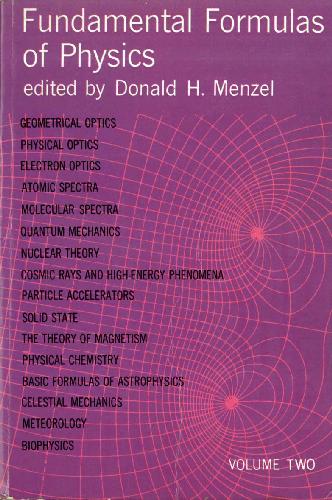 Fundamental Formulas
of Physics
edited by Donald H. Menzel
GEOMETRICAL OPTICS
PHYSICAL OPTICS
ELECTRON OPTICS
ATOMIC SPECTRA
MOLECULAR SPECTRA
QUANTUM MECHANICS
NUCLEAR THEORY
COSMIC RAYS AND HIGH-ENERGY PHENOMENA
PARTICLE ACCELERATORS
SOLID STATE
THE THEORY OF MAGNETISM
PHYSICAL CHEMISTRY
BASIC FORMULAS OF ASTROPHYSICS
CELESTIAL MECHANICS
METEOROLOGY
BIOPHYSICS
VOLUME TWO